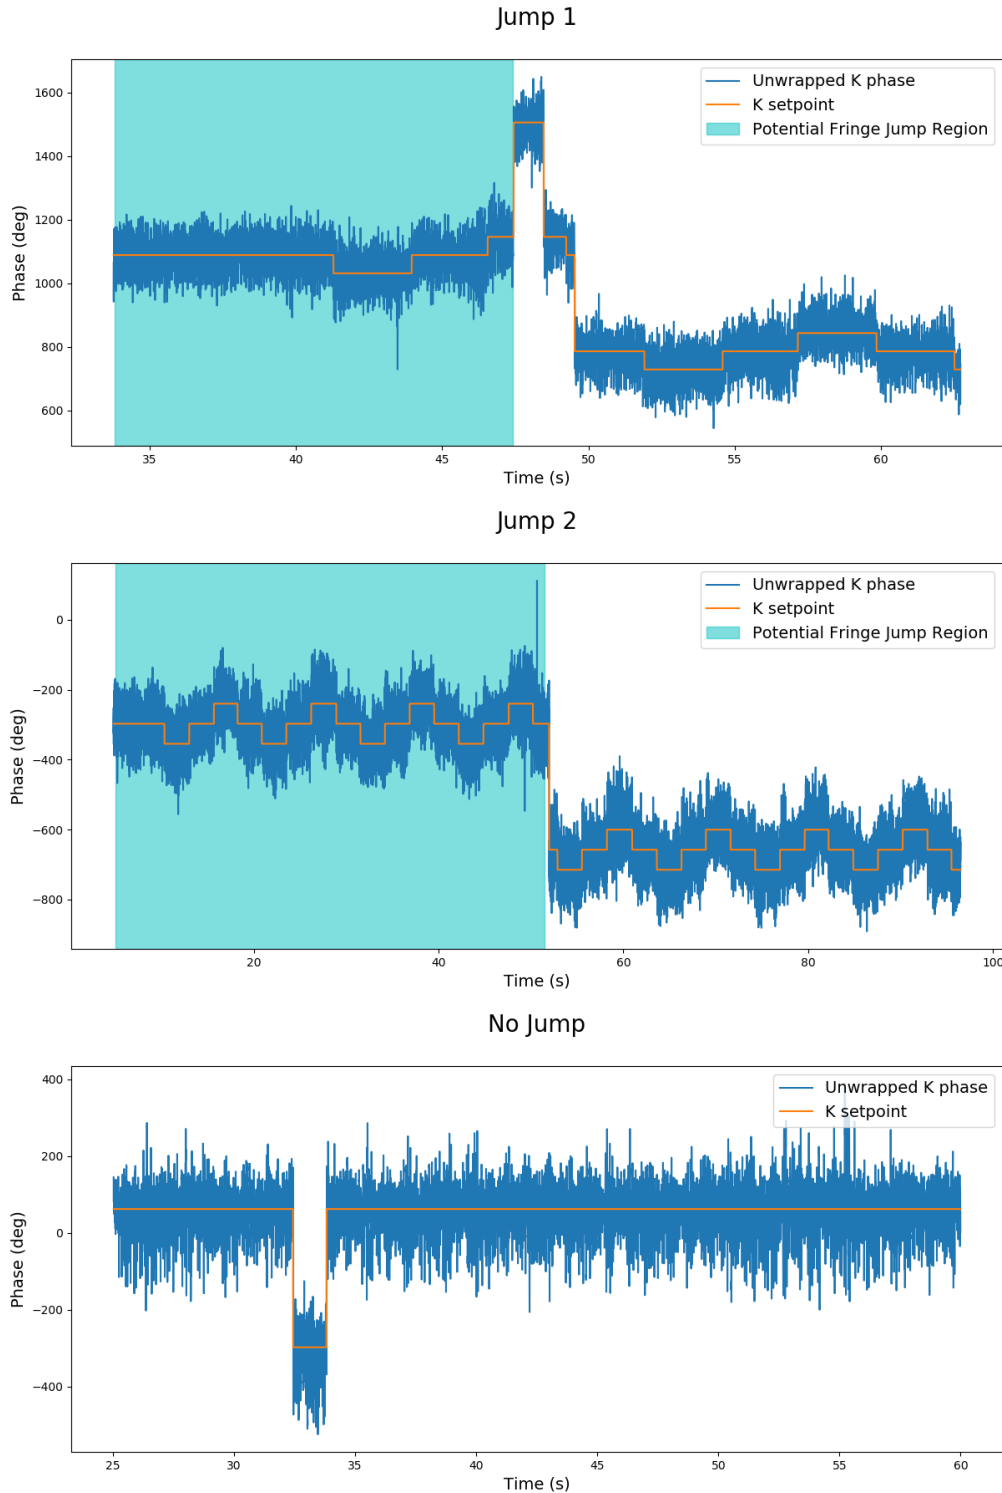 Jump 1
Phase (deg)
1600
1400
1200
1000
800
600
Unwrapped K phase
K setpoint
Potential Fringe Jump Region
35 40 45 50 55 60
Time (s)
Jump 2
Phase (deg)
0
−200
−400
−600
−800
Unwrapped K phase
K setpoint
Potential Fringe Jump Region
20 40 60 80 100
Time (s)
No Jump
Phase (deg)
400
200
0
−200
−400
Unwrapped K phase
K setpoint
25 30 35 40 45 50 55 60
Time (s)